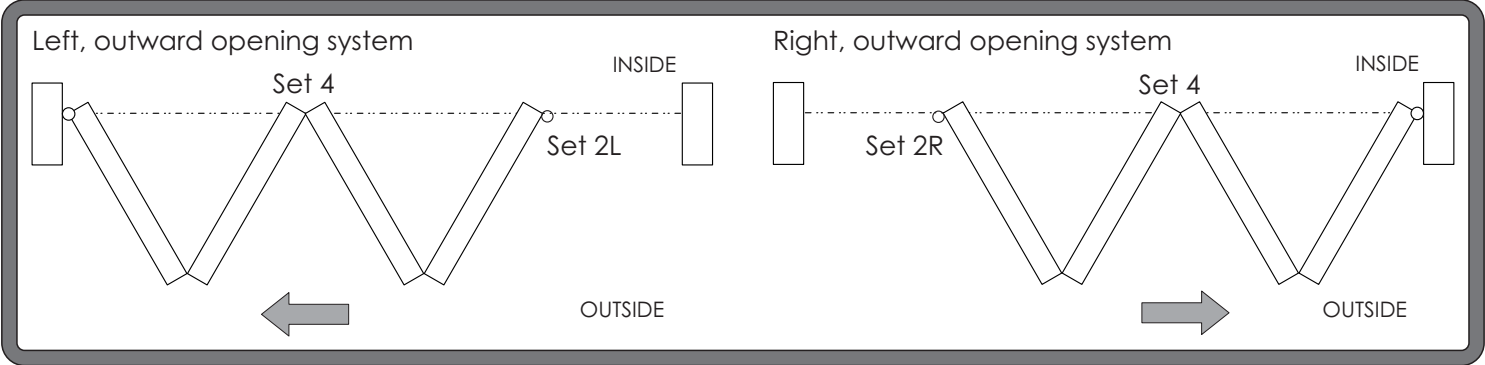 Left, outward opening system
INSIDE
Set 4
Set 2L
OUTSIDE
Right, outward opening system
INSIDE
Set 4
Set 2R
OUTSIDE